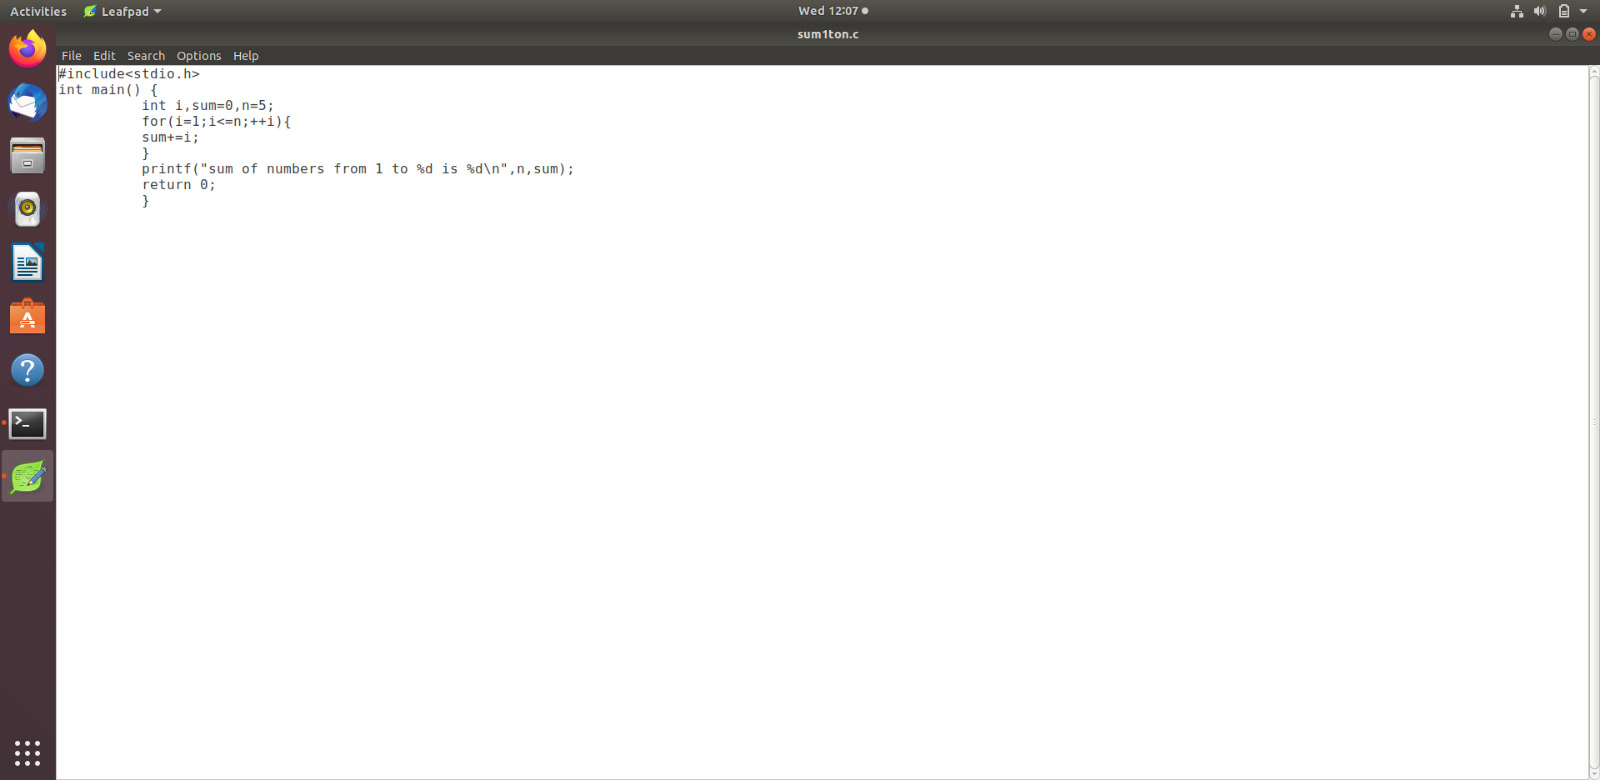 Activities Leafpad Wed 12:07
sum1ton.c
File Edit Search Options Help
#include<stdio.h>
int main() {
int i,sum=0,n=5;
for(i=1;i<=n;++i){
sum+=i;
}
printf("sum of numbers from 1 to %d is %d\n",n,sum);
return 0;
}